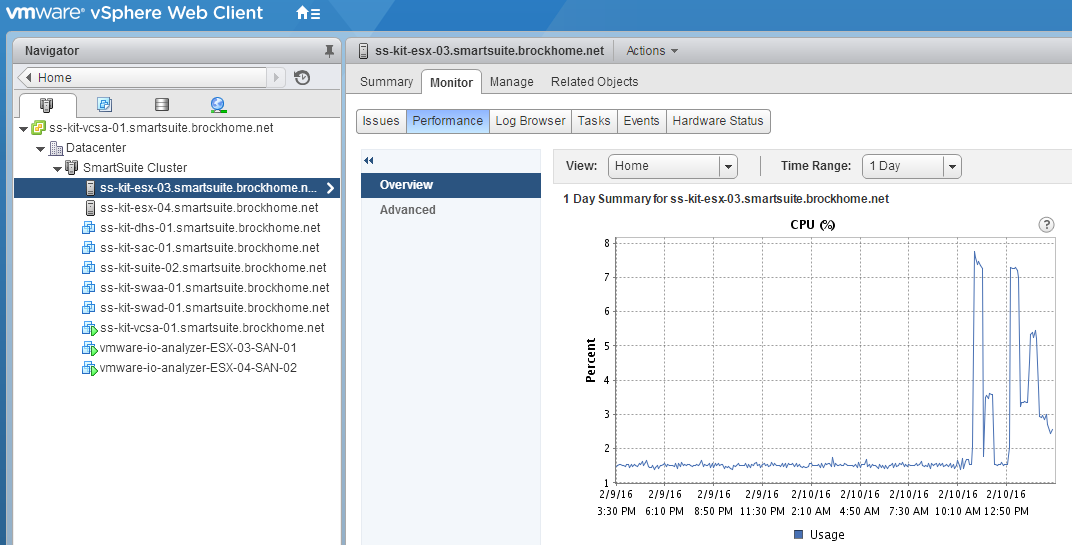 vmware® vSphere Web Client
Navigator
Home
ss-kit-vcsa-01.smartsuite.brockhome.net
Datacenter
SmartSuite Cluster
ss-kit-esx-03.smartsuite.brockhome.n...
ss-kit-esx-04.smartsuite.brockhome.net
ss-kit-dhs-01.smartsuite.brockhome.net
ss-kit-sac-01.smartsuite.brockhome.net
ss-kit-suite-02.smartsuite.brockhome.net
ss-kit-swaa-01.smartsuite.brockhome.net
ss-kit-swad-01.smartsuite.brockhome.net
ss-kit-vcsa-01.smartsuite.brockhome.net
vmware-io-analyzer-ESX-03-SAN-01
vmware-io-analyzer-ESX-04-SAN-02
ss-kit-esx-03.smartsuite.brockhome.net Actions
Summary Monitor Manage Related Objects
Issues Performance Log Browser Tasks Events Hardware Status
Overview
Advanced
View: Home Time Range: 1 Day
1 Day Summary for ss-kit-esx-03.smartsuite.brockhome.net
CPU (%) ?
Percent
8
7
6
5
4
3
2
1
2/9/16 2/9/16 2/9/16 2/9/16 2/10/16 2/10/16 2/10/16 2/10/16 2/10/16
3:30 PM 6:10 PM 8:50 PM 11:30 PM 2:10 AM 4:50 AM 7:30 AM 10:10 AM 12:50 PM
Usage